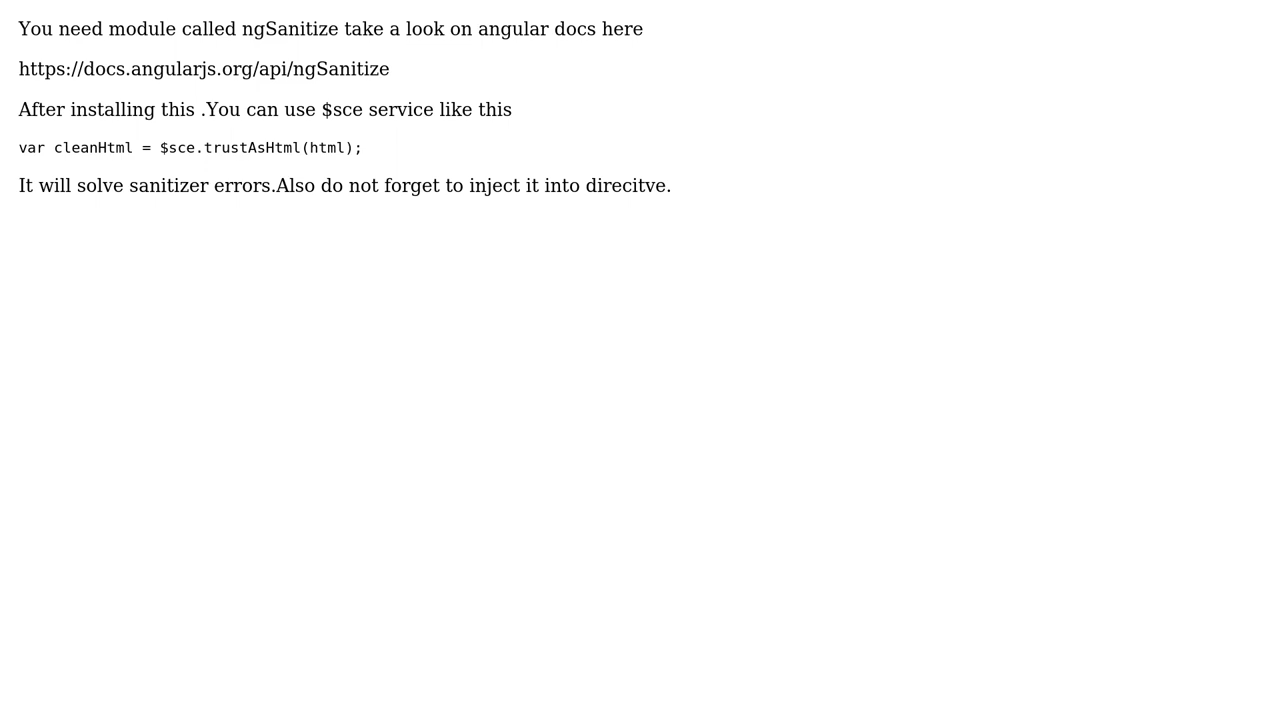 You need module called ngSanitize take a look on angular docs here
https://docs.angularjs.org/api/ngSanitize
After installing this .You can use $sce service like this
var cleanHtml = $sce.trustAsHtml(html);
It will solve sanitizer errors.Also do not forget to inject it into direcitve.